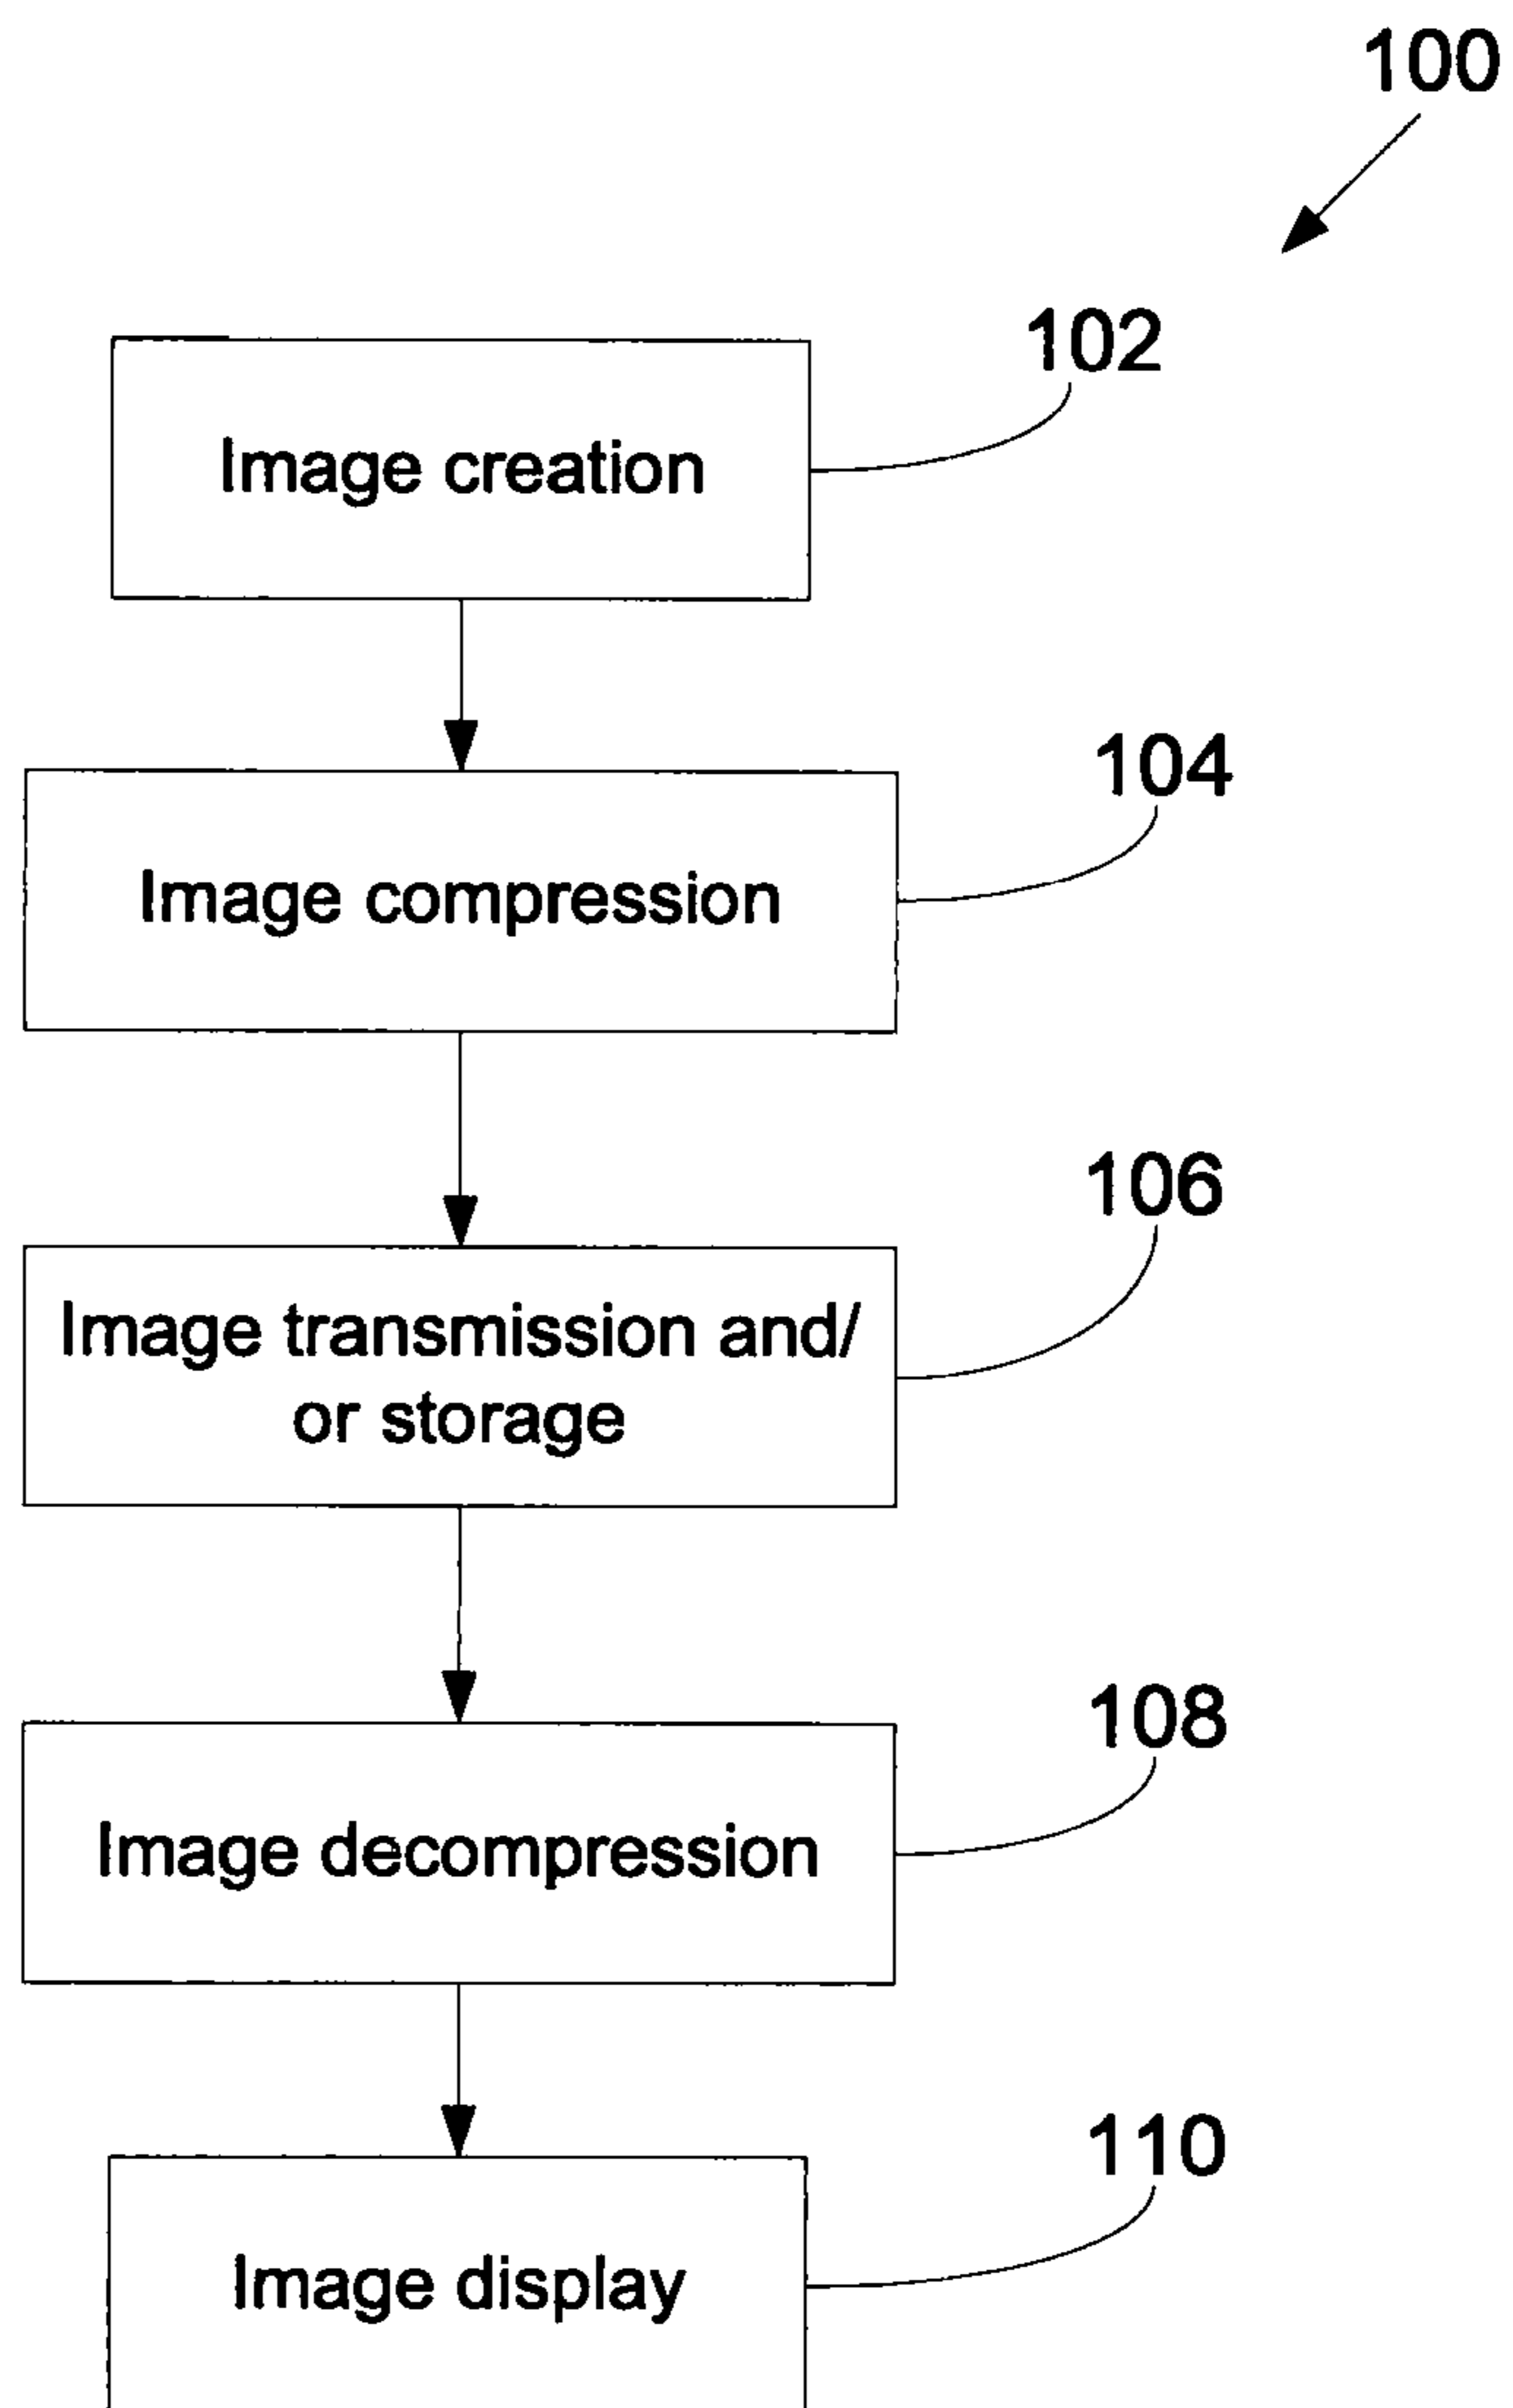 100
102
Image creation
104
Image compression
106
Image transmission and/
or storage
108
Image decompression
110
Image display